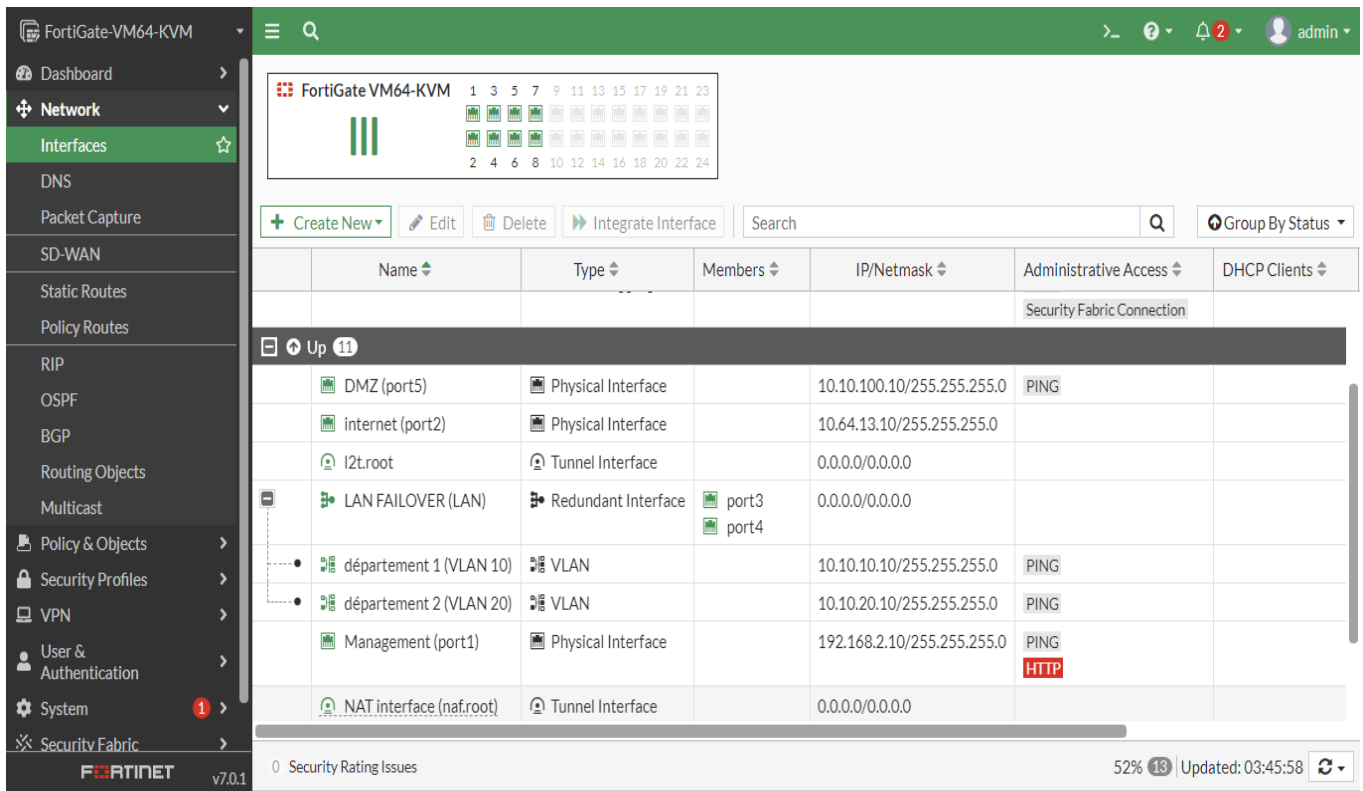 FortiGate-VM64-KVM
>_ 2 admin
Dashboard
Network
Interfaces
DNS
Packet Capture
SD-WAN
Static Routes
Policy Routes
RIP
OSPF
BGP
Routing Objects
Multicast
Policy & Objects
Security Profiles
VPN
User &
Authentication
System 1
Security Fabric
FORTINET v7.0.1
FortiGate VM64-KVM 1 3 5 7 9 11 13 15 17 19 21 23
2 4 6 8 10 12 14 16 18 20 22 24
+ Create New Edit Delete Integrate Interface Search Group By Status
Name Type Members IP/Netmask Administrative Access DHCP Clients
Security Fabric Connection
Up 11
DMZ (port5) Physical Interface 10.10.100.10/255.255.255.0 PING
internet (port2) Physical Interface 10.64.13.10/255.255.255.0
l2t.root Tunnel Interface 0.0.0.0/0.0.0.0
LAN FAILOVER (LAN) Redundant Interface port3 0.0.0.0/0.0.0.0
port4
département 1 (VLAN 10) VLAN 10.10.10.10/255.255.255.0 PING
département 2 (VLAN 20) VLAN 10.10.20.10/255.255.255.0 PING
Management (port1) Physical Interface 192.168.2.10/255.255.255.0 PING
HTTP
NAT interface (naf.root) Tunnel Interface 0.0.0.0/0.0.0.0
0 Security Rating Issues 52% 13 Updated: 03:45:58